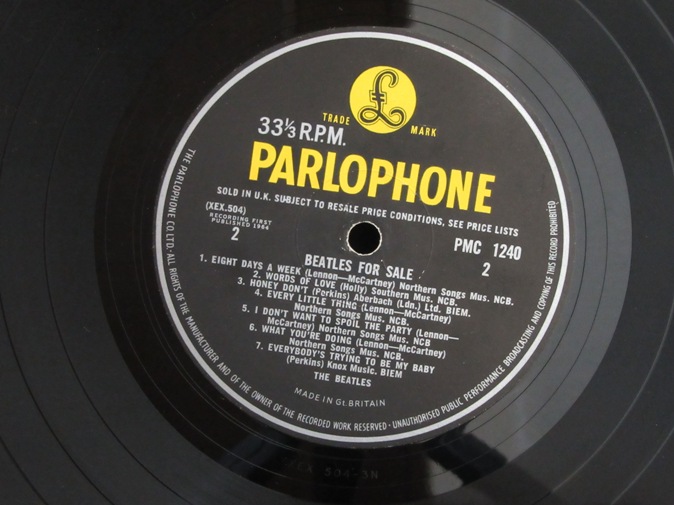 TRADE MARK
33⅓ R.P.M.
PARLOPHONE
SOLD IN U.K. SUBJECT TO RESALE PRICE CONDITIONS, SEE PRICE LISTS
(XEX.504)
RECORDING FIRST
PUBLISHED 1964
2
PMC 1240
2
BEATLES FOR SALE
1. EIGHT DAYS A WEEK (Lennon—McCartney) Northern Songs Mus. NCB.
2. WORDS OF LOVE (Holly) Southern Mus. NCB.
3. HONEY DON'T (Perkins) Aberbach (Ldn.) Ltd. BIEM.
4. EVERY LITTLE THING (Lennon—McCartney)
Northern Songs Mus. NCB.
5. I DON'T WANT TO SPOIL THE PARTY (Lennon—
McCartney) Northern Songs Mus. NCB
6. WHAT YOU'RE DOING (Lennon—McCartney)
Northern Songs Mus. NCB.
7. EVERYBODY'S TRYING TO BE MY BABY
(Perkins) Knox Music. BIEM
THE BEATLES
MADE IN Gt. BRITAIN
THE PARLOPHONE CO. LTD. · ALL RIGHTS OF THE MANUFACTURER AND OF THE OWNER OF THE RECORDED WORK RESERVED · UNAUTHORISED PUBLIC PERFORMANCE BROADCASTING AND COPYING OF THIS RECORD PROHIBITED
XEX 504-3N